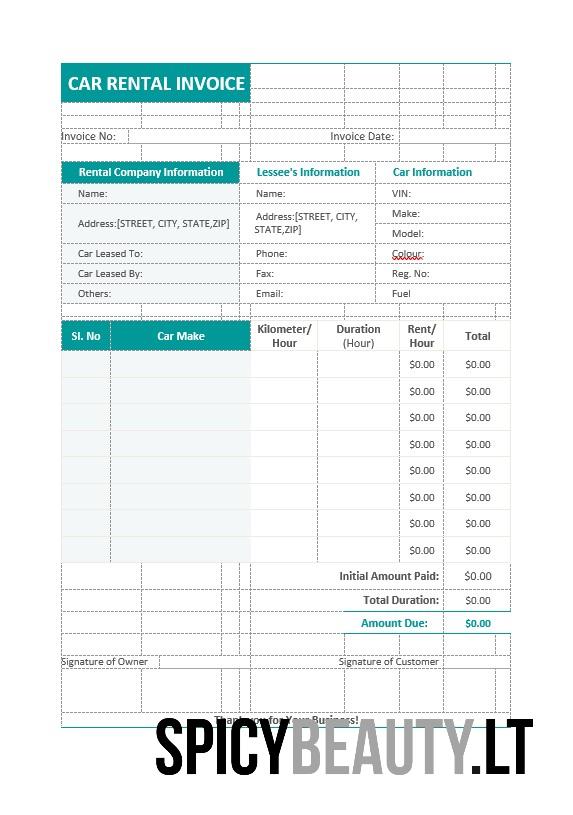 CAR RENTAL INVOICE
Invoice No: Invoice Date:
Rental Company Information Lessee's Information Car Information
Name: Name: VIN:
Address:[STREET, CITY, STATE,ZIP] Address:[STREET, CITY, STATE,ZIP] Make:
Model:
Car Leased To: Phone: Colour:
Car Leased By: Fax: Reg. No:
Others: Email: Fuel
Sl. No Car Make Kilometer/ Hour Duration (Hour) Rent/ Hour Total
$0.00 $0.00
$0.00 $0.00
$0.00 $0.00
$0.00 $0.00
$0.00 $0.00
$0.00 $0.00
$0.00 $0.00
$0.00 $0.00
Initial Amount Paid: $0.00
Total Duration: $0.00
Amount Due: $0.00
Signature of Owner Signature of Customer
Thank you for Your Business!
SPICYBEAUTY.LT